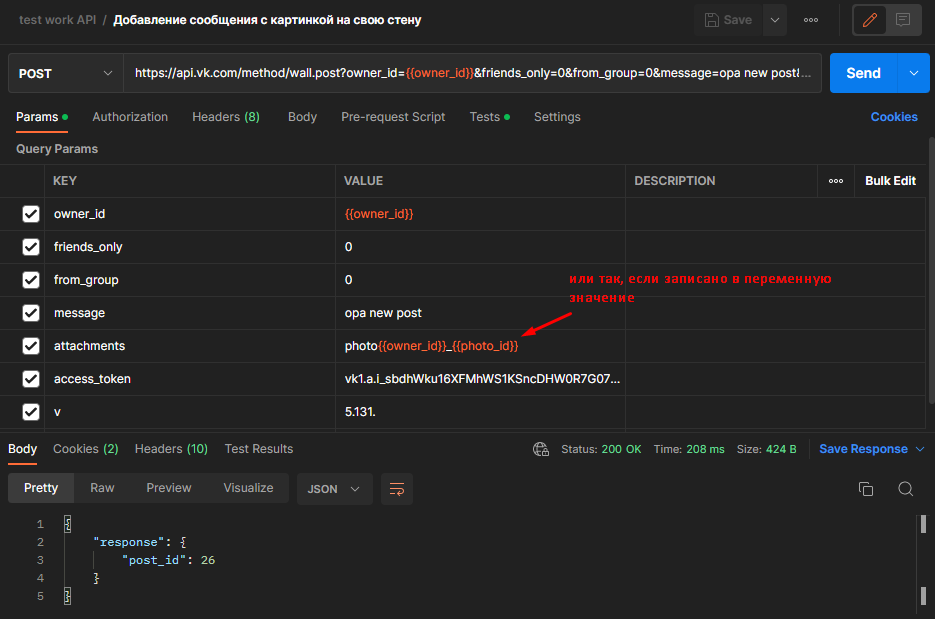 test work API / Добавление сообщения с картинкой на свою стену
Save
POST
https://api.vk.com/method/wall.post?owner_id={{owner_id}}&friends_only=0&from_group=0&message=opa new post&...
Send
Params
Authorization
Headers (8)
Body
Pre-request Script
Tests
Settings
Cookies
Query Params
KEY
VALUE
DESCRIPTION
Bulk Edit
owner_id
{{owner_id}}
friends_only
0
from_group
0
или так, если записано в переменную
значение
message
opa new post
attachments
photo{{owner_id}}_{{photo_id}}
access_token
vk1.a.i_sbdhWku16XFMhWS1KSncDHW0R7G07...
v
5.131.
Body
Cookies (2)
Headers (10)
Test Results
Status: 200 OK
Time: 208 ms
Size: 424 B
Save Response
Pretty
Raw
Preview
Visualize
JSON
1 {
2 "response": {
3 "post_id": 26
4 }
5 }